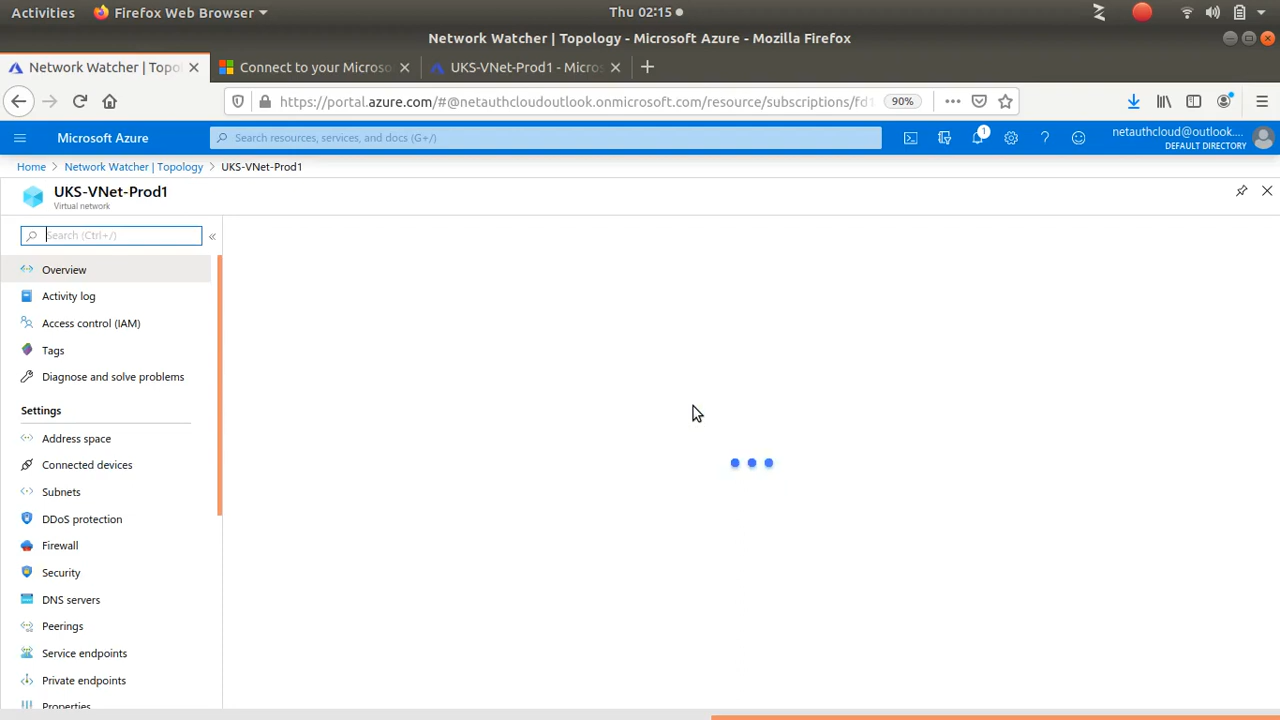 Activities Firefox Web Browser Thu 02:15
Network Watcher | Topology - Microsoft Azure - Mozilla Firefox
Network Watcher | Topo Connect to your Microso UKS-VNet-Prod1 - Micros
https://portal.azure.com/#@netauthcloudoutlook.onmicrosoft.com/resource/subscriptions/fd1 90%
Microsoft Azure Search resources, services, and docs (G+/) 1 netauthcloud@outlook....
DEFAULT DIRECTORY
Home > Network Watcher | Topology > UKS-VNet-Prod1
UKS-VNet-Prod1
Virtual network
Search (Ctrl+/)
Overview
Activity log
Access control (IAM)
Tags
Diagnose and solve problems
Settings
Address space
Connected devices
Subnets
DDoS protection
Firewall
Security
DNS servers
Peerings
Service endpoints
Private endpoints
Properties